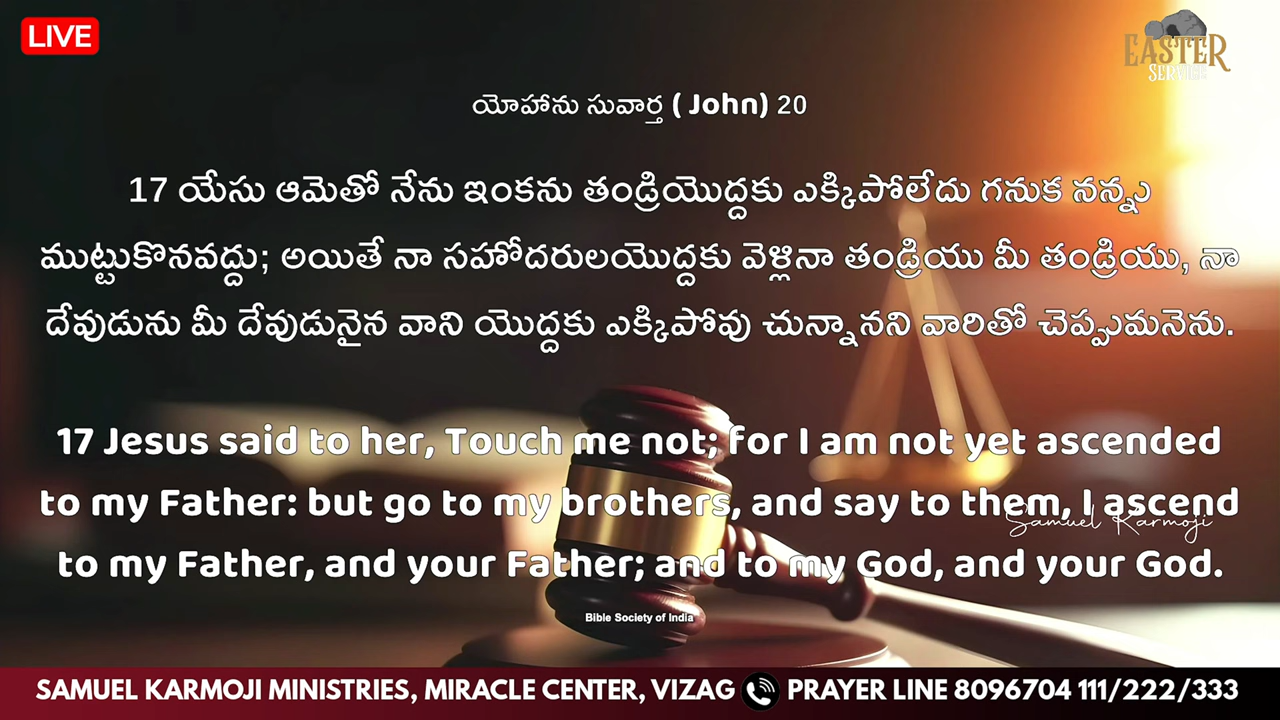 LIVE
EASTER
SERVICE
యోహాను సువార్త ( John) 20
17 యేసు ఆమెతో నేను ఇంకను తండ్రియొద్దకు ఎక్కిపోలేదు గనుక నన్ను
ముట్టుకొనవద్దు; అయితే నా సహోదరులయొద్దకు వెళ్లినా తండ్రియు మీ తండ్రియు, నా
దేవుడును మీ దేవుడునైన వాని యొద్దకు ఎక్కిపోవు చున్నానని వారితో చెప్పుమనెను.
17 Jesus said to her, Touch me not; for I am not yet ascended
to my Father: but go to my brothers, and say to them, I ascend
Samuel Karmoji
to my Father, and your Father; and to my God, and your God.
Bible Society of India
SAMUEL KARMOJI MINISTRIES, MIRACLE CENTER, VIZAG PRAYER LINE 8096704 111/222/333